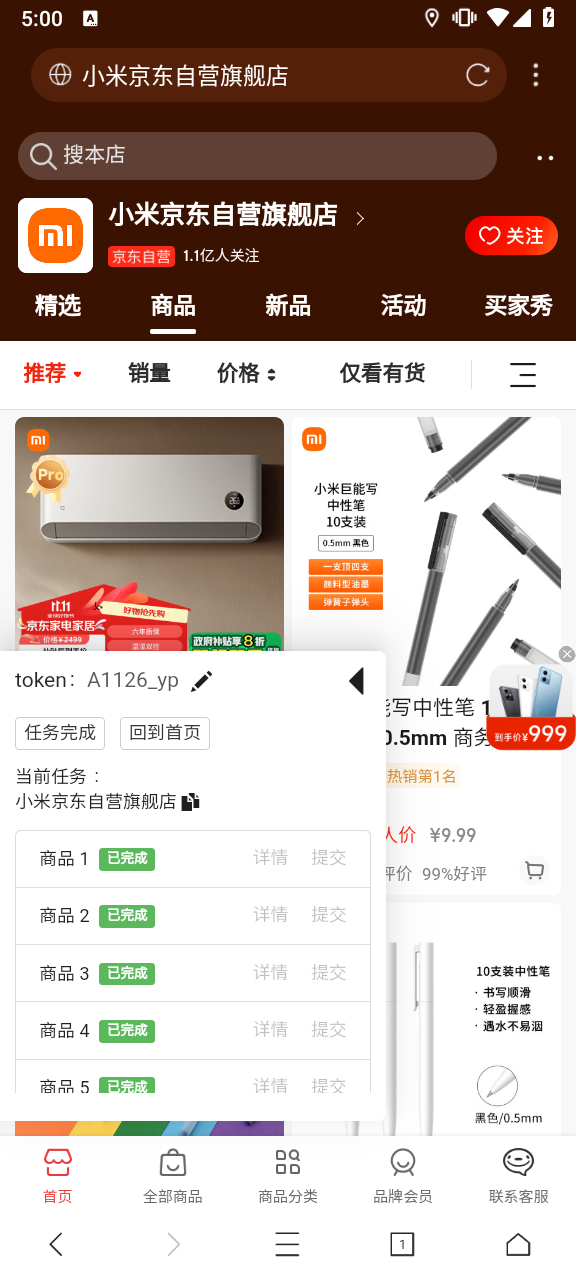 5:00
A
小米京东自营旗舰店
搜本店
小米京东自营旗舰店
京东自营 1.1亿人关注
关注
精选 商品 新品 活动 买家秀
推荐 销量 价格 仅看有货
Pro
26
11.11
京东家电家居
好物抢先购
价格￥2499
六年质保
温湿双控
政府补贴享8折
小米巨能写
中性笔
10支装
0.5mm 黑色
一支顶四支
颜料型油墨
弹簧子弹头
token： A1126_yp
任务完成 回到首页
当前任务：
小米京东自营旗舰店
商品 1 已完成 详情 提交
商品 2 已完成 详情 提交
商品 3 已完成 详情 提交
商品 4 已完成 详情 提交
商品 5 已完成 详情 提交
能写中性笔 1
0.5mm 商务
到手价￥999
热销第1名
人价 ¥9.99
评价 99%好评
10支装中性笔
· 书写顺滑
· 轻盈握感
· 遇水不易洇
黑色/0.5mm
首页 全部商品 商品分类 品牌会员 联系客服
1